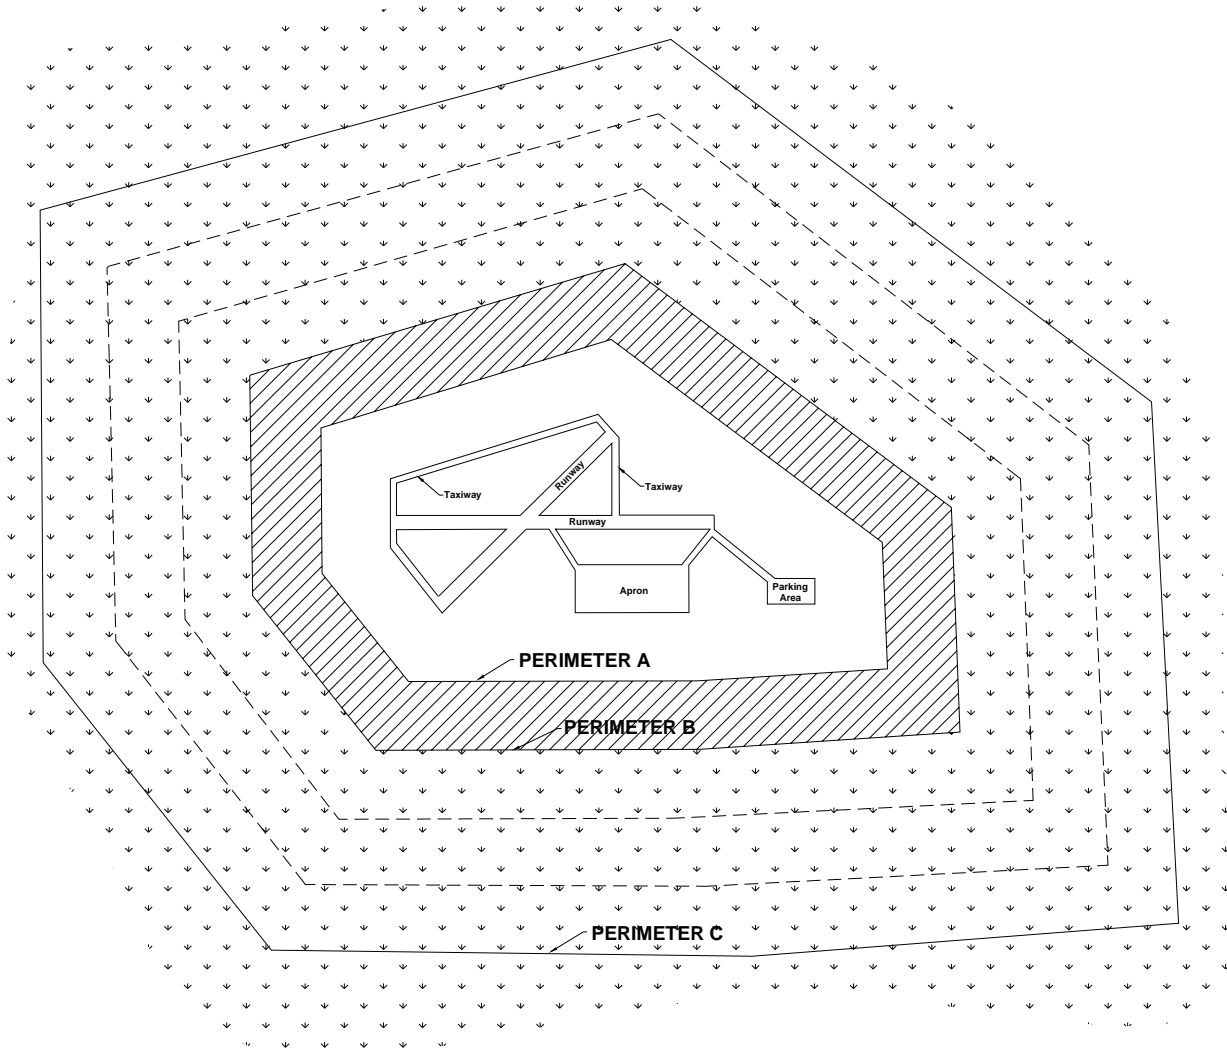 Runway
Taxiway
Taxiway
Runway
Apron
Parking
Area
PERIMETER A
PERIMETER B
PERIMETER C